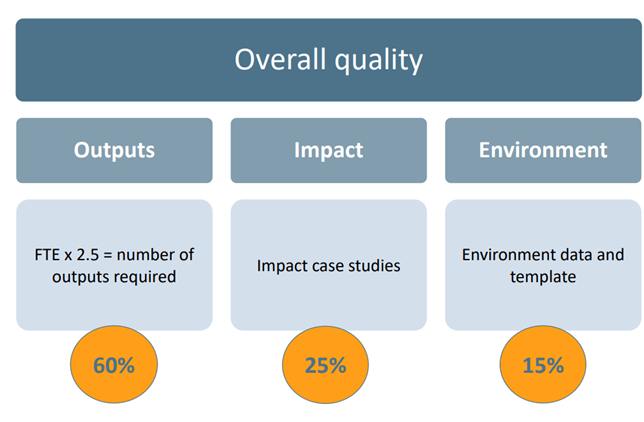 Overall quality
Outputs
Impact
Environment
FTE x 2.5 = number of
outputs required
Impact case studies
Environment data and
template
60%
25%
15%